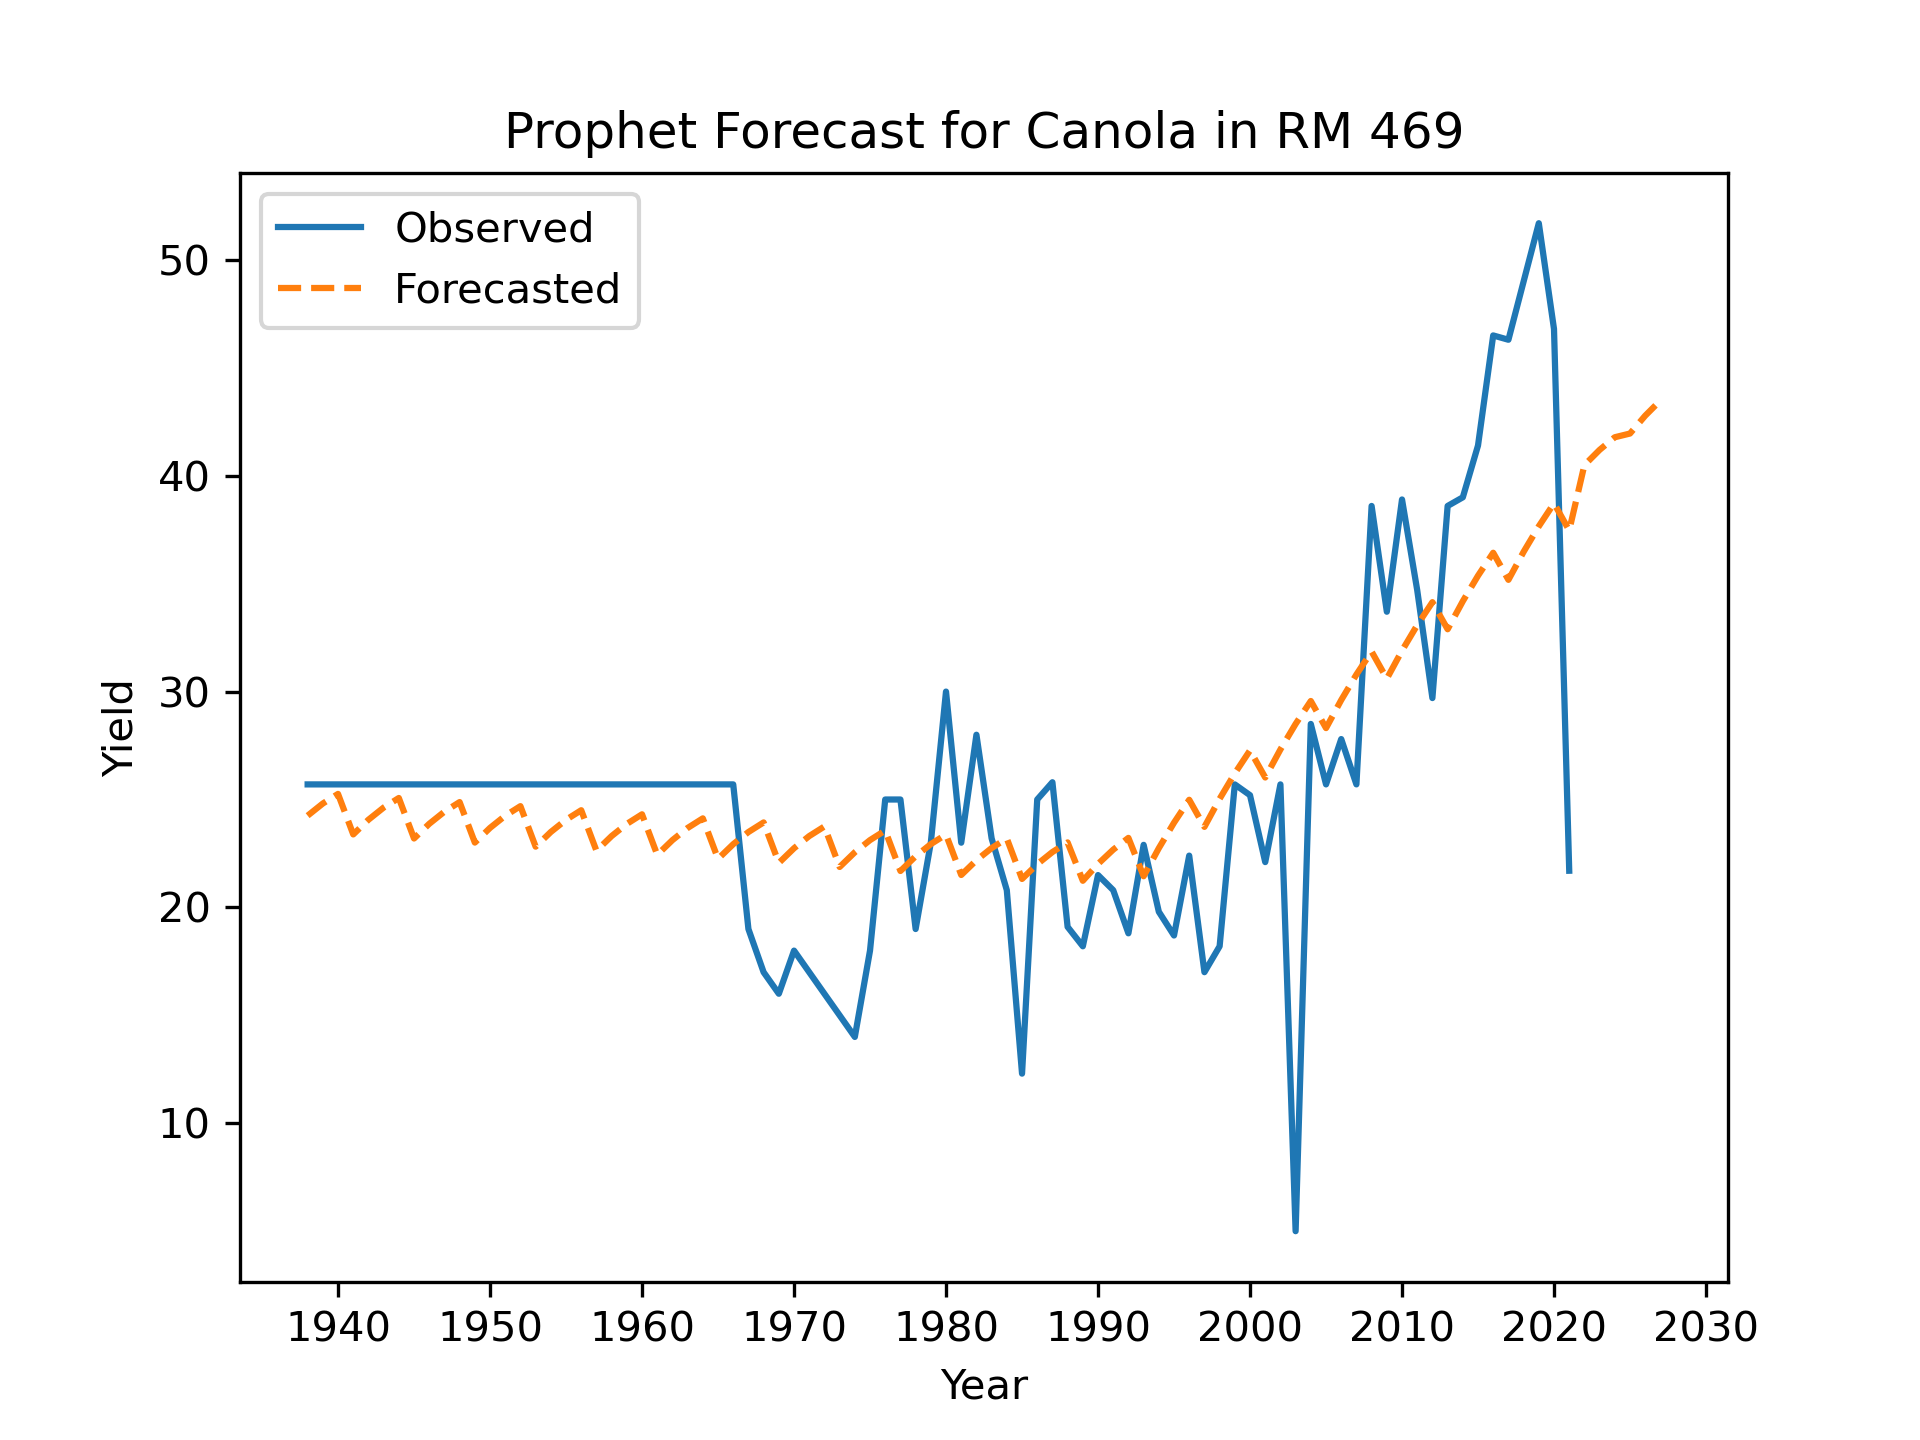 Prophet Forecast for Canola in RM 469
Observed
Forecasted
50
40
30
20
10
Yield
1940 1950 1960 1970 1980 1990 2000 2010 2020 2030
Year